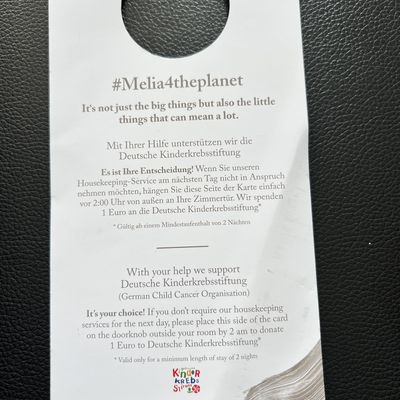 #Melia4theplanet
It's not just the big things but also the little
things that can mean a lot.
Mit Ihrer Hilfe unterstützen wir die
Deutsche Kinderkrebsstiftung
Es ist Ihre Entscheidung! Wenn Sie unseren
Housekeeping-Service am nächsten Tag nicht in Anspruch
nehmen möchten, hängen Sie diese Seite der Karte einfach
vor 2:00 Uhr von außen an Ihre Zimmertür. Wir spenden
1 Euro an die Deutsche Kinderkrebsstiftung*
* Gültig ab einem Mindestaufenthalt von 2 Nächten
With your help we support
Deutsche Kinderkrebsstiftung
(German Child Cancer Organisation)
It's your choice! If you don't require our housekeeping
services for the next day, please place this side of the card
on the doorknob outside your room by 2 am to donate
1 Euro to Deutsche Kinderkrebsstiftung*
* Valid only for a minimum length of stay of 2 nights
KINDER
KREBS